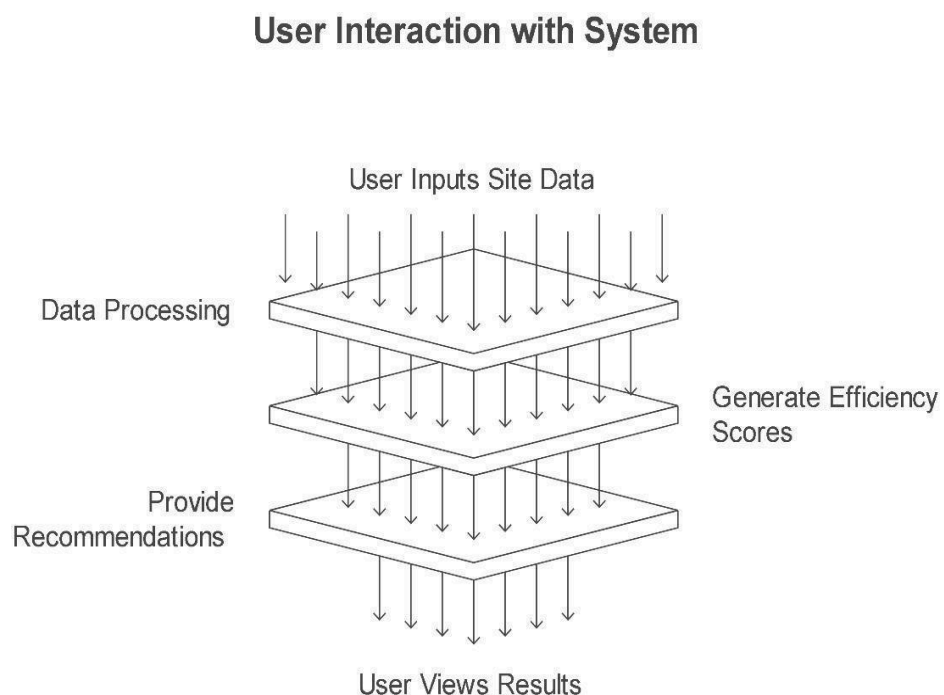 User Interaction with System
User Inputs Site Data
Data Processing
Generate Efficiency
Scores
Provide
Recommendations
User Views Results